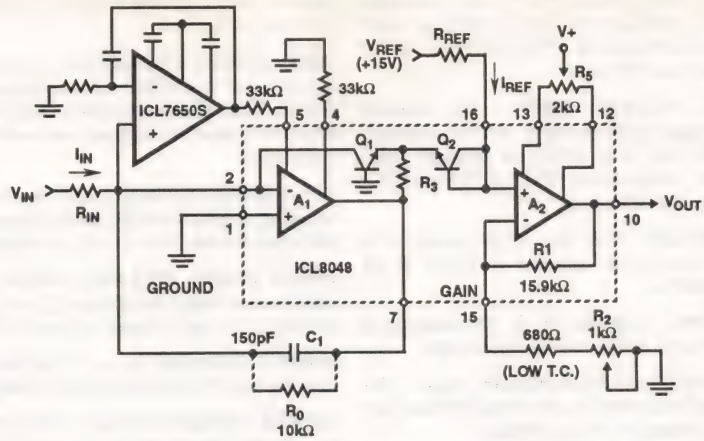 V+
R5
2kΩ
VREF
(+15V)
RREF
IREF
ICL7650S
-
+
33kΩ
33kΩ
5
4
16
13
12
IIN
VIN
RIN
2
1
Q1
Q2
R3
-
A1
+
+
A2
-
10
VOUT
R1
15.9kΩ
ICL8048
GROUND
GAIN
7
15
150pF
C1
R0
10kΩ
680Ω
(LOW T.C.)
R2
1kΩ